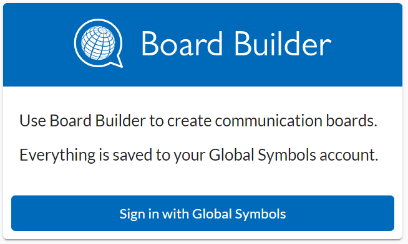 Board Builder
Use Board Builder to create communication boards.
Everything is saved to your Global Symbols account.
Sign in with Global Symbols